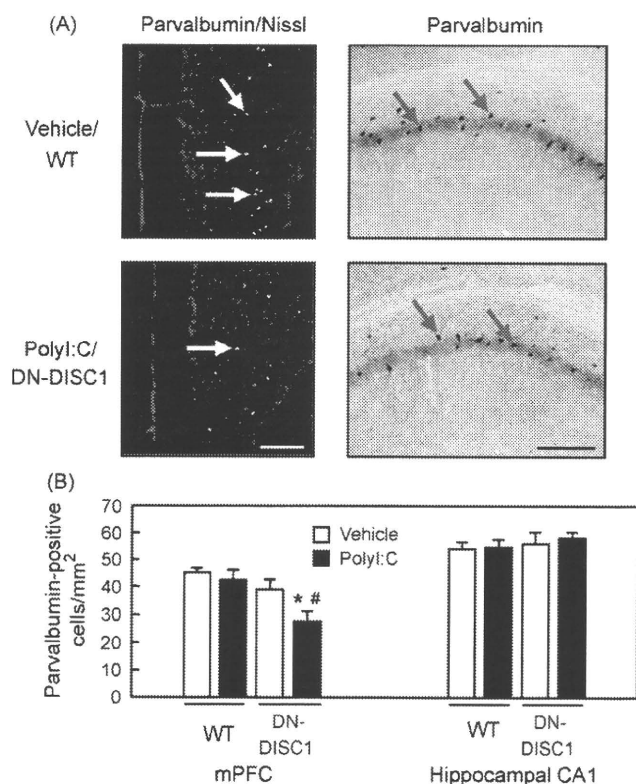 (A)
Parvalbumin/Nissl
Parvalbumin
Vehicle/
WT
PolyI:C/
DN-DISC1
(B)
Parvalbumin-positive
cells/mm2
70
60
50
40
30
20
10
0
Vehicle
PolyI:C
* #
WT
DN-
DISC1
WT
DN-
DISC1
mPFC
Hippocampal CA1